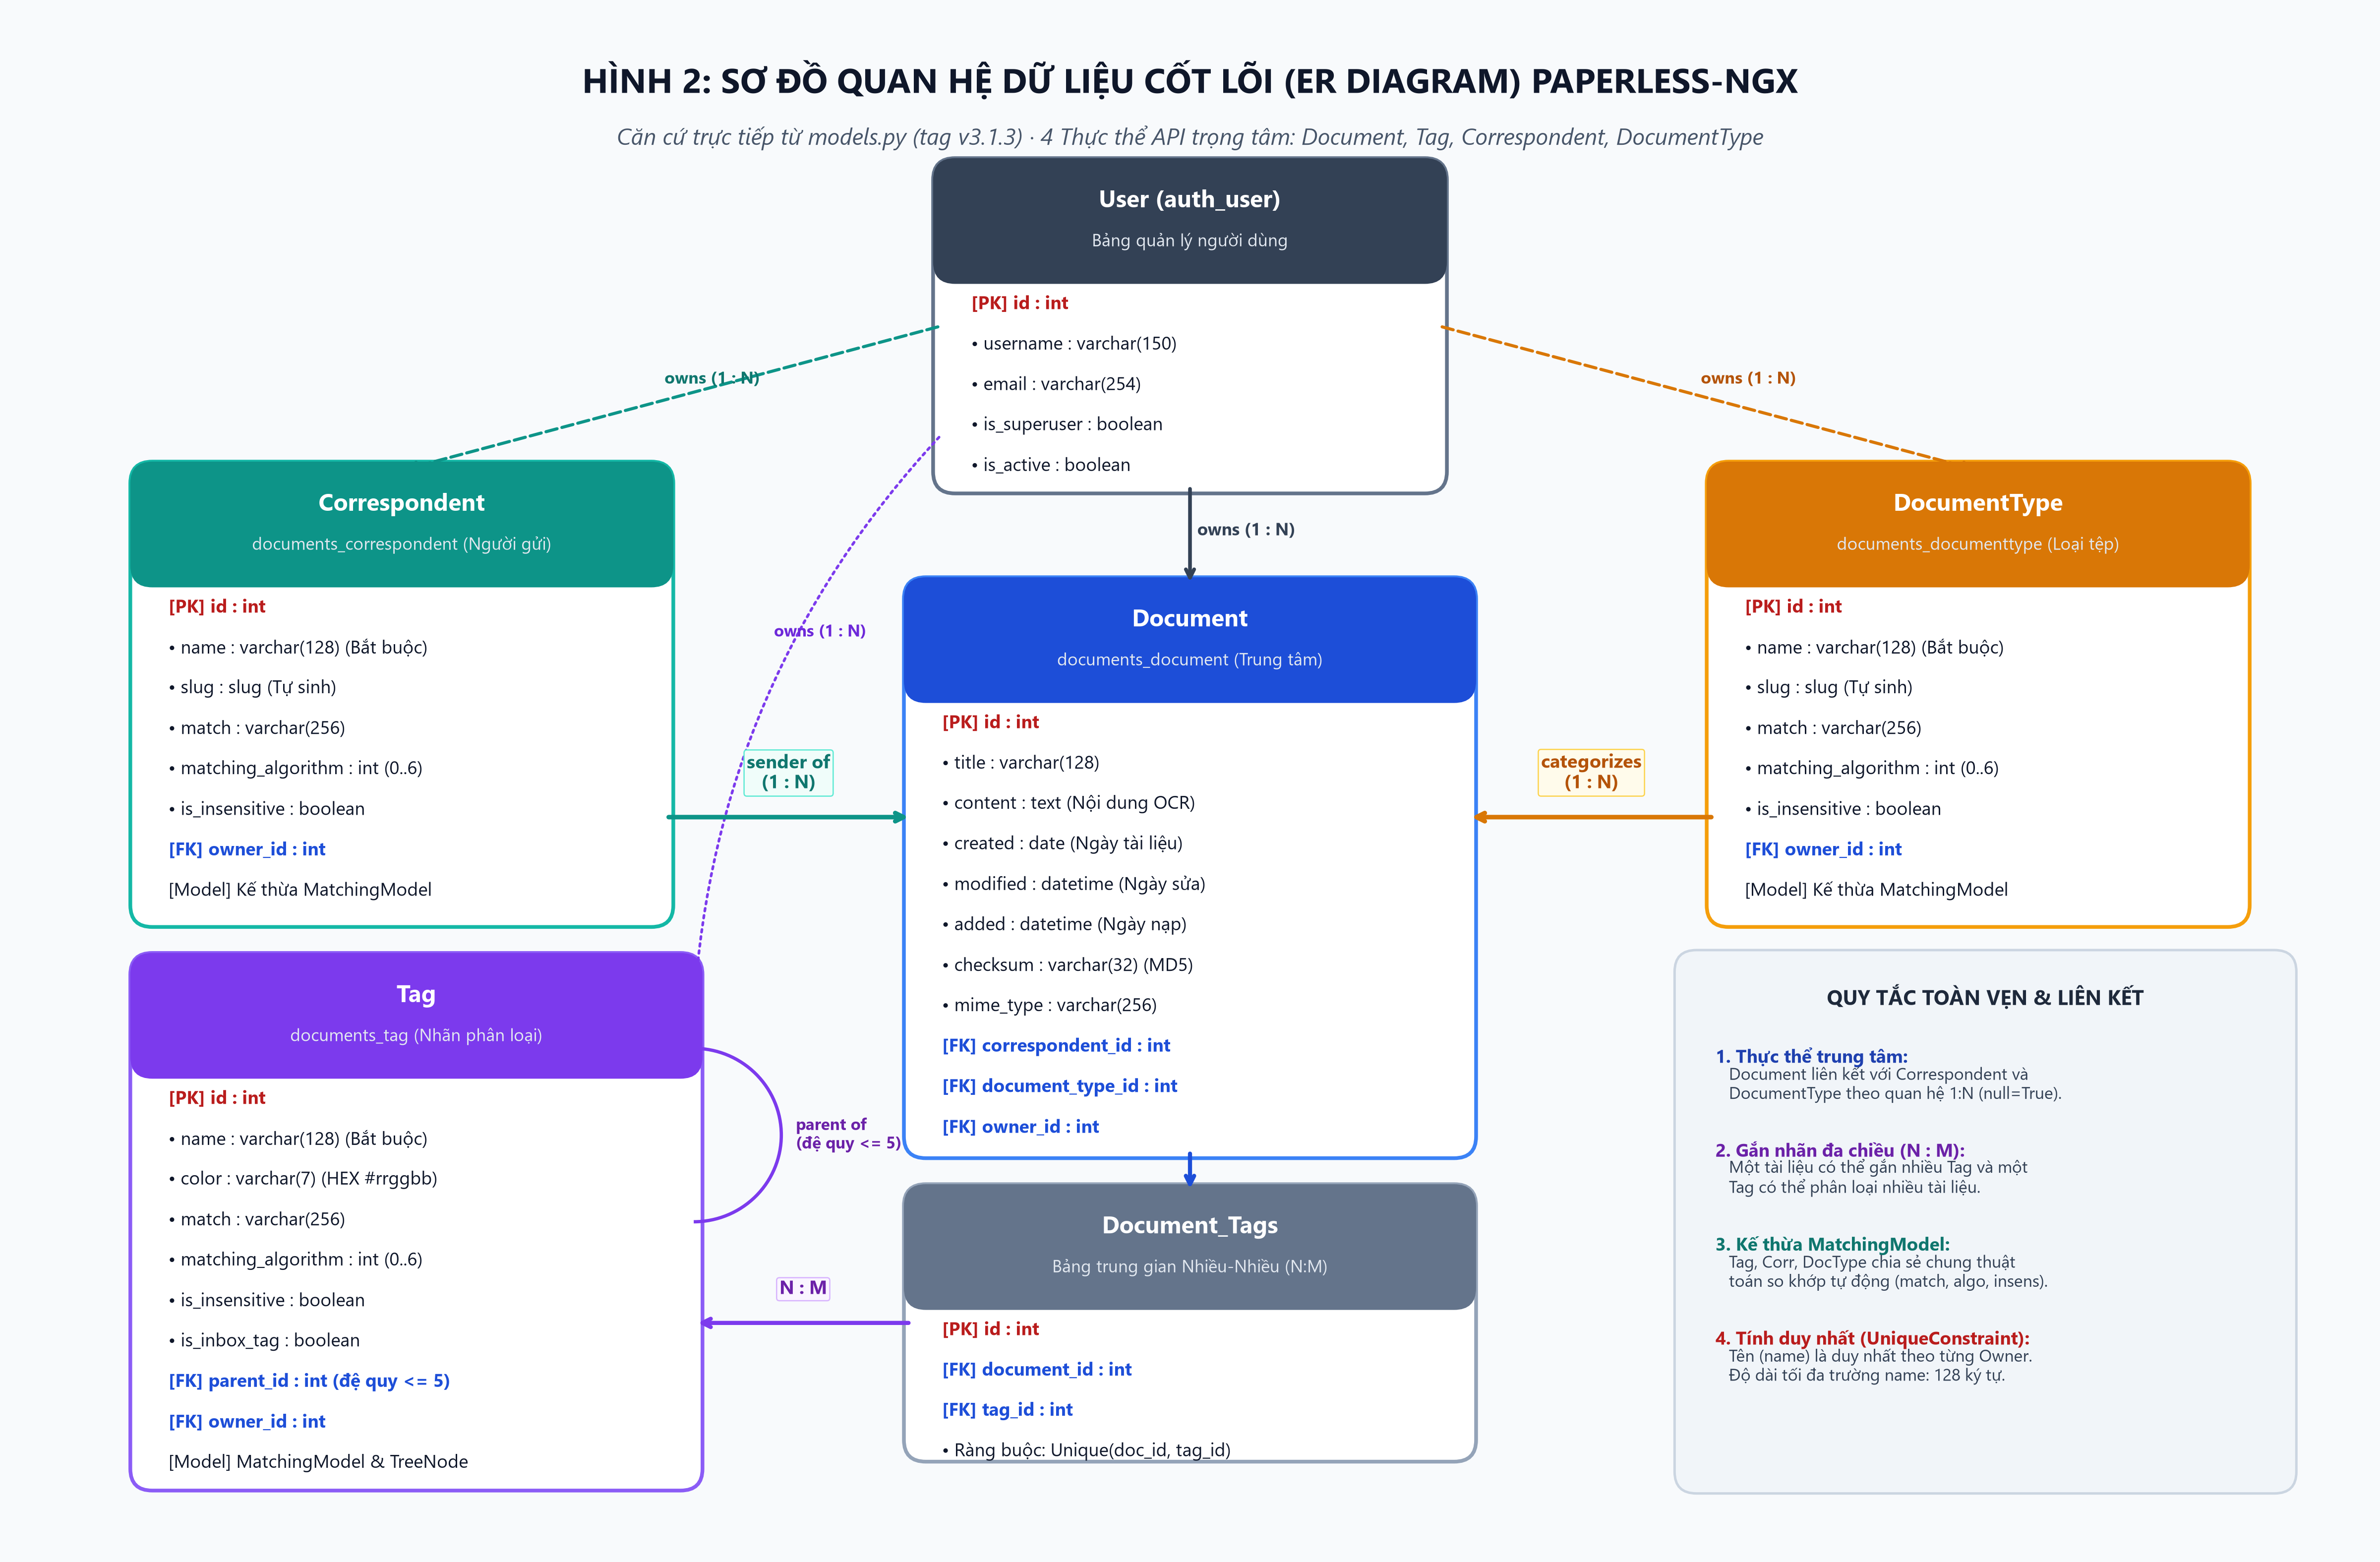 HÌNH 2: SƠ ĐỒ QUAN HỆ DỮ LIỆU CỐT LÕI (ER DIAGRAM) PAPERLESS-NGX
Căn cứ trực tiếp từ models.py (tag v3.1.3) · 4 Thực thể API trọng tâm: Document, Tag, Correspondent, DocumentType
User (auth_user)
Bảng quản lý người dùng
[PK] id : int
• username : varchar(150)
• email : varchar(254)
• is_superuser : boolean
• is_active : boolean
owns (1 : N)
owns (1 : N)
owns (1 : N)
owns (1 : N)
Correspondent
documents_correspondent (Người gửi)
[PK] id : int
• name : varchar(128) (Bắt buộc)
• slug : slug (Tự sinh)
• match : varchar(256)
• matching_algorithm : int (0..6)
• is_insensitive : boolean
[FK] owner_id : int
[Model] Kế thừa MatchingModel
sender of
(1 : N)
Document
documents_document (Trung tâm)
[PK] id : int
• title : varchar(128)
• content : text (Nội dung OCR)
• created : date (Ngày tài liệu)
• modified : datetime (Ngày sửa)
• added : datetime (Ngày nạp)
• checksum : varchar(32) (MD5)
• mime_type : varchar(256)
[FK] correspondent_id : int
[FK] document_type_id : int
[FK] owner_id : int
categorizes
(1 : N)
DocumentType
documents_documenttype (Loại tệp)
[PK] id : int
• name : varchar(128) (Bắt buộc)
• slug : slug (Tự sinh)
• match : varchar(256)
• matching_algorithm : int (0..6)
• is_insensitive : boolean
[FK] owner_id : int
[Model] Kế thừa MatchingModel
Tag
documents_tag (Nhãn phân loại)
[PK] id : int
• name : varchar(128) (Bắt buộc)
• color : varchar(7) (HEX #rrggbb)
• match : varchar(256)
• matching_algorithm : int (0..6)
• is_insensitive : boolean
• is_inbox_tag : boolean
[FK] parent_id : int (đệ quy <= 5)
[FK] owner_id : int
[Model] MatchingModel & TreeNode
parent of
(đệ quy <= 5)
N : M
Document_Tags
Bảng trung gian Nhiều-Nhiều (N:M)
[PK] id : int
[FK] document_id : int
[FK] tag_id : int
• Ràng buộc: Unique(doc_id, tag_id)
QUY TẮC TOÀN VẸN & LIÊN KẾT
1. Thực thể trung tâm:
Document liên kết với Correspondent và
DocumentType theo quan hệ 1:N (null=True).
2. Gắn nhãn đa chiều (N : M):
Một tài liệu có thể gắn nhiều Tag và một
Tag có thể phân loại nhiều tài liệu.
3. Kế thừa MatchingModel:
Tag, Corr, DocType chia sẻ chung thuật
toán so khớp tự động (match, algo, insens).
4. Tính duy nhất (UniqueConstraint):
Tên (name) là duy nhất theo từng Owner.
Độ dài tối đa trường name: 128 ký tự.